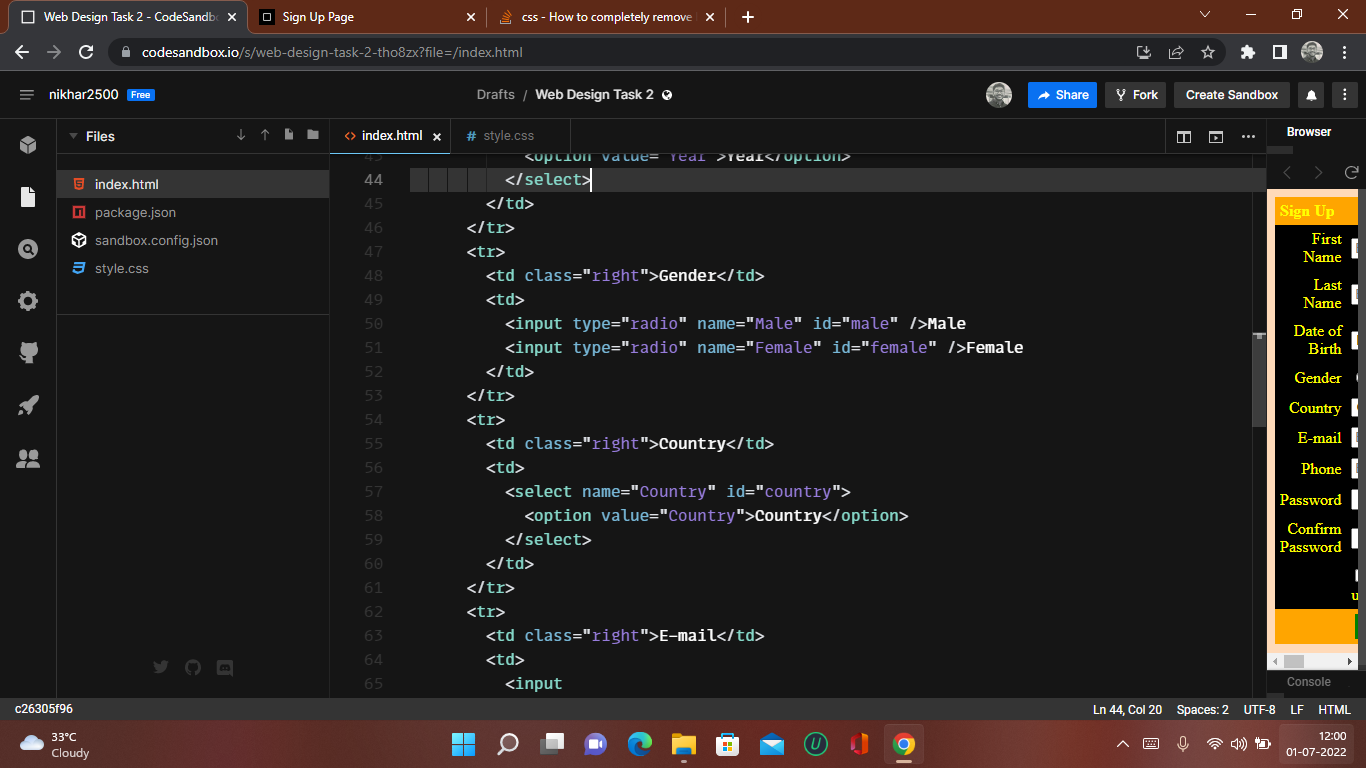 Web Design Task 2 - CodeSandb
Sign Up Page
css - How to completely remove
codesandbox.io/s/web-design-task-2-tho8zx?file=/index.html
nikhar2500 Free
Drafts / Web Design Task 2
Share
Fork
Create Sandbox
Files
index.html
package.json
sandbox.config.json
style.css
index.html
style.css
43 <option value="Year">Year</option>
44 </select>
45 </td>
46 </tr>
47 <tr>
48 <td class="right">Gender</td>
49 <td>
50 <input type="radio" name="Male" id="male" />Male
51 <input type="radio" name="Female" id="female" />Female
52 </td>
53 </tr>
54 <tr>
55 <td class="right">Country</td>
56 <td>
57 <select name="Country" id="country">
58 <option value="Country">Country</option>
59 </select>
60 </td>
61 </tr>
62 <tr>
63 <td class="right">E-mail</td>
64 <td>
65 <input
Browser
Sign Up
First
Name
Last
Name
Date of
Birth
Gender
Country
E-mail
Phone
Password
Confirm
Password
u
Console
c26305f96
Ln 44, Col 20 Spaces: 2 UTF-8 LF HTML
33°C
Cloudy
12:00
01-07-2022